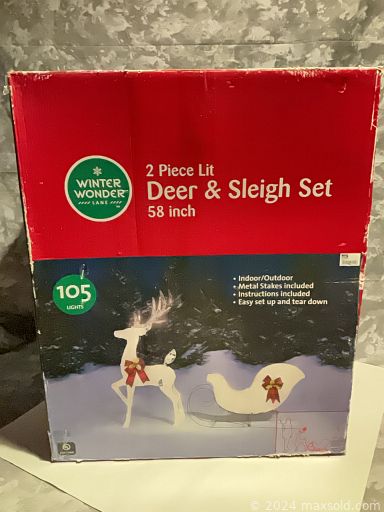 WINTER
WONDER
LANE
2 Piece Lit
Deer & Sleigh Set
58 inch
105
LIGHTS
• Indoor/Outdoor
• Metal Stakes included
• Instructions included
• Easy set up and tear down
© 2024 maxsold.com